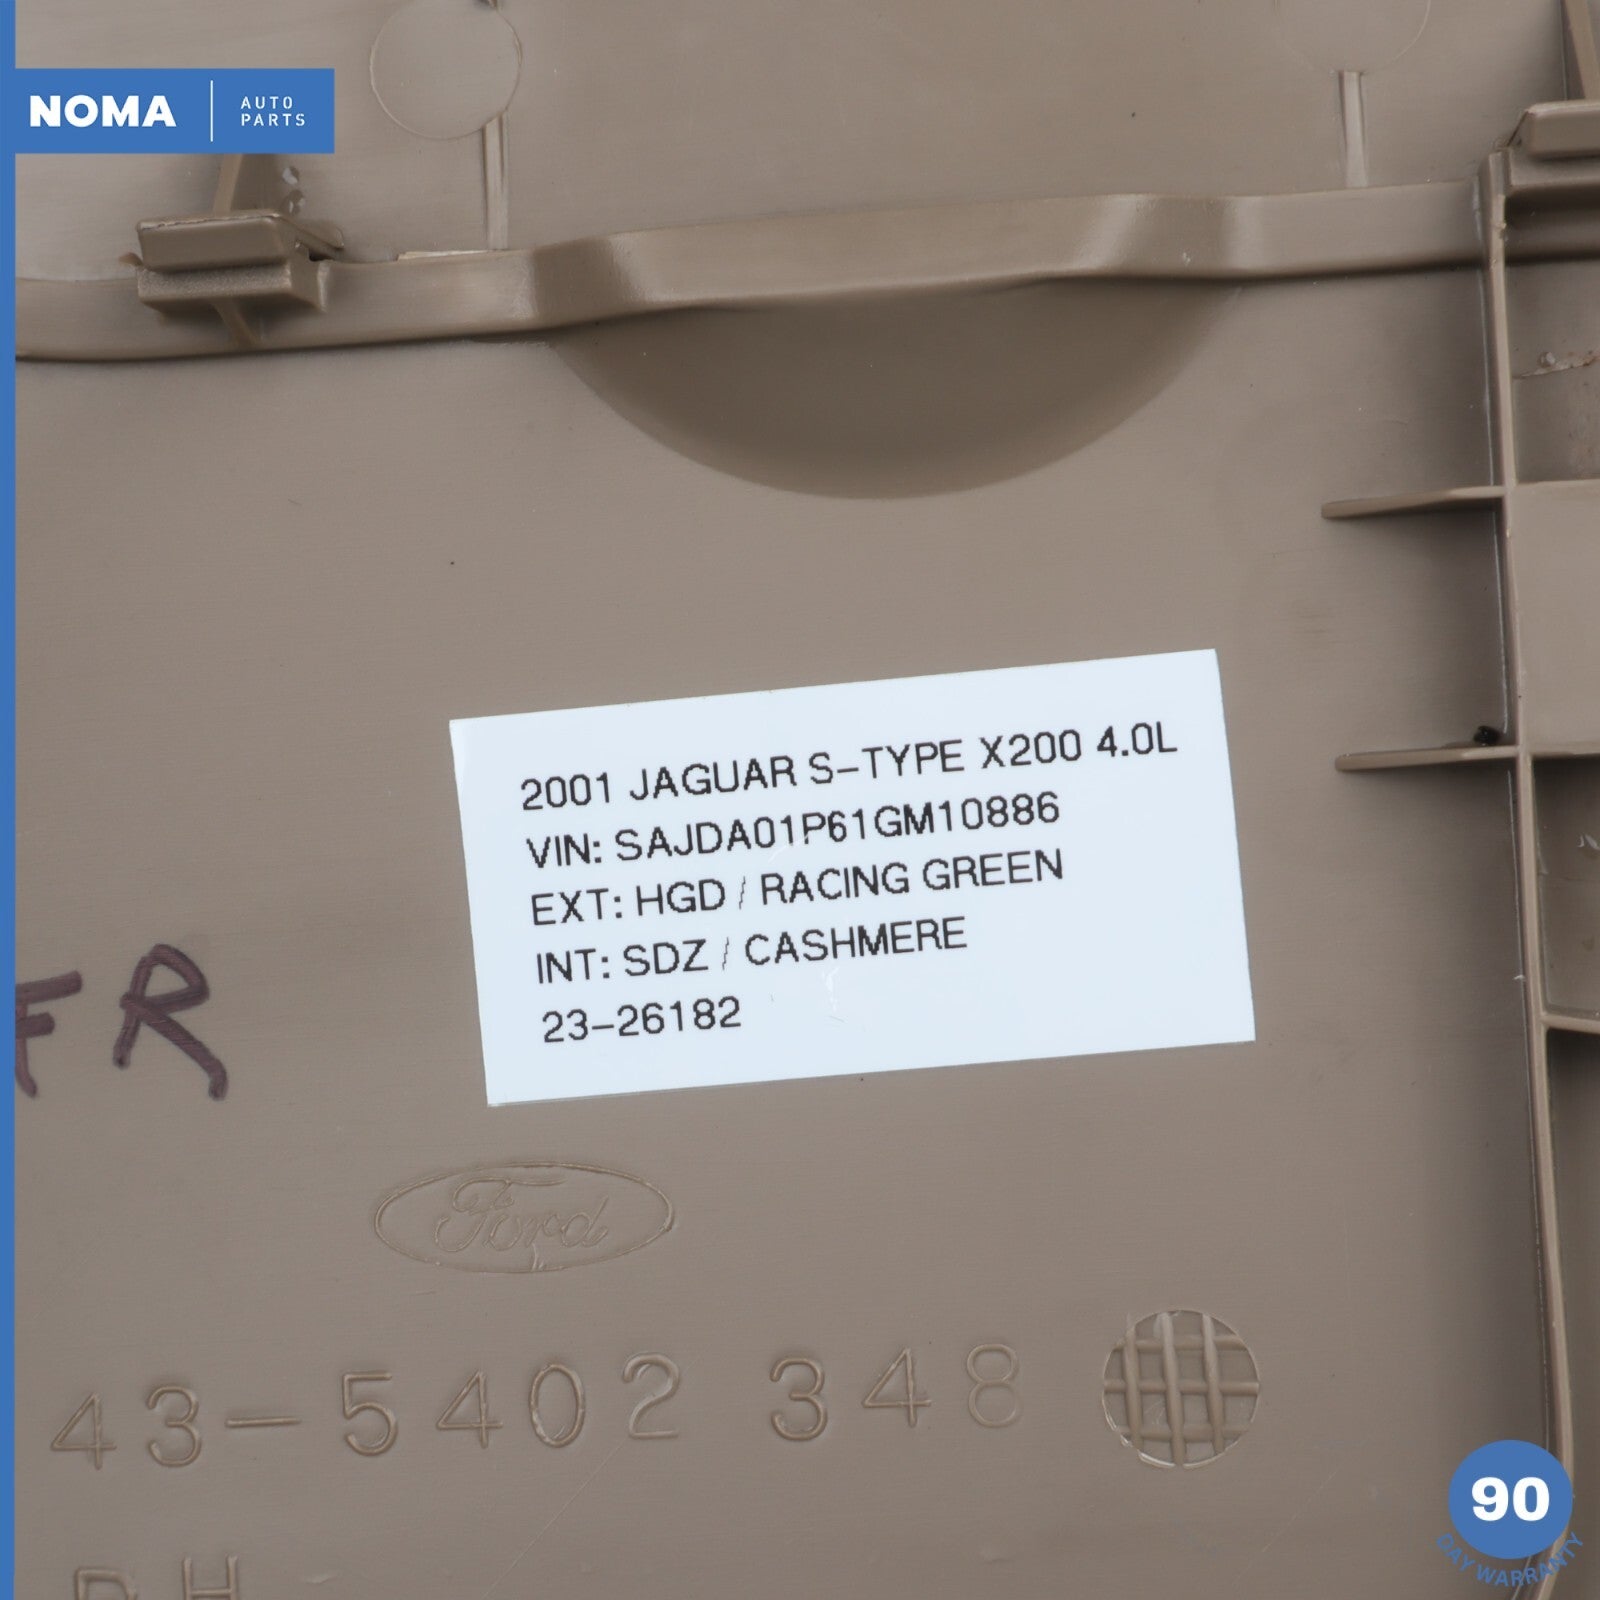 NOMA
AUTO
PARTS
2001 JAGUAR S-TYPE X200 4.0L
VIN: SAJDA01P61GM10886
EXT: HGD / RACING GREEN
INT: SDZ / CASHMERE
23-26182
FR
Ford
43-5402 348
RH
90
DAY WARRANTY